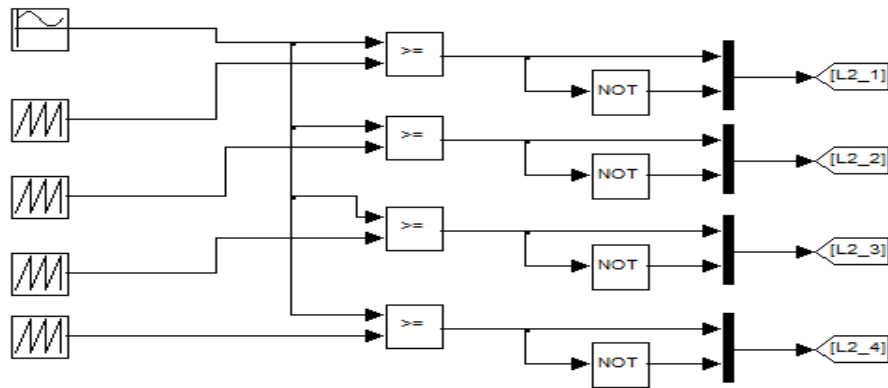 >=
NOT
[L2_1]
>=
NOT
[L2_2]
>=
NOT
[L2_3]
>=
NOT
[L2_4]